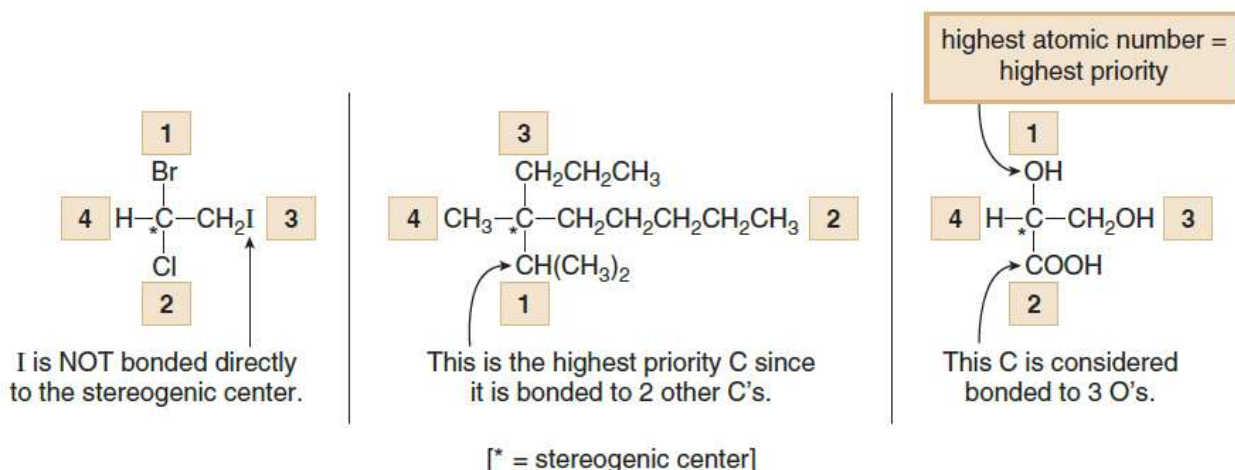 highest atomic number =
highest priority
1
Br
4 H–C–CH₂I 3
*
Cl
2
I is NOT bonded directly
to the stereogenic center.
3
CH₂CH₂CH₃
4 CH₃–C–CH₂CH₂CH₂CH₂CH₃ 2
*
CH(CH₃)₂
1
This is the highest priority C since
it is bonded to 2 other C's.
1
OH
4 H–C–CH₂OH 3
*
COOH
2
This C is considered
bonded to 3 O's.
[* = stereogenic center]